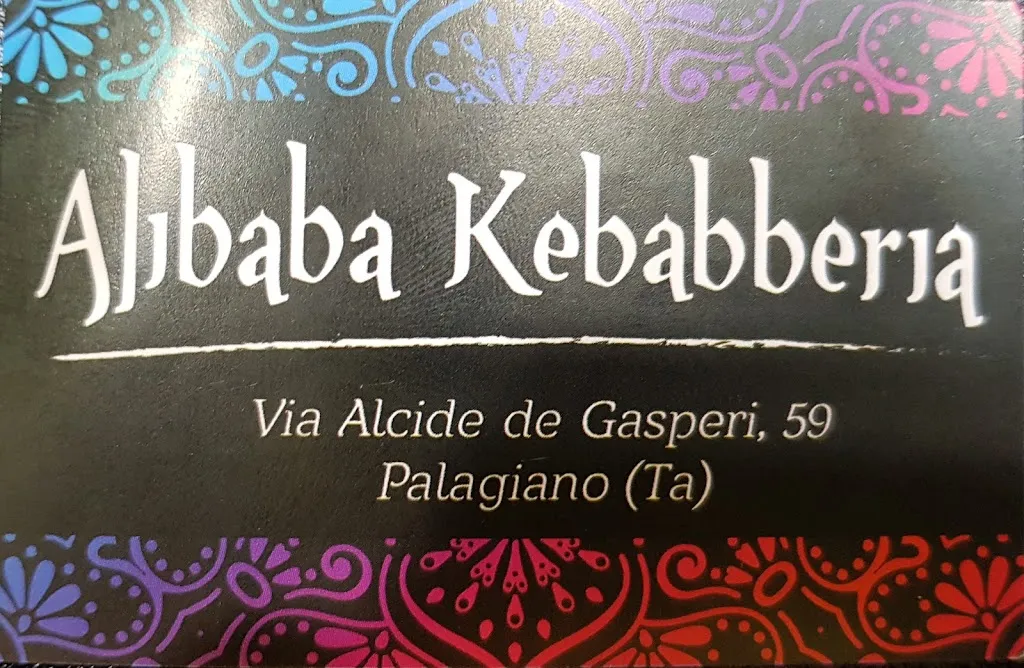 Alibaba Kebabberia
Via Alcide de Gasperi, 59
Palagiano (Ta)